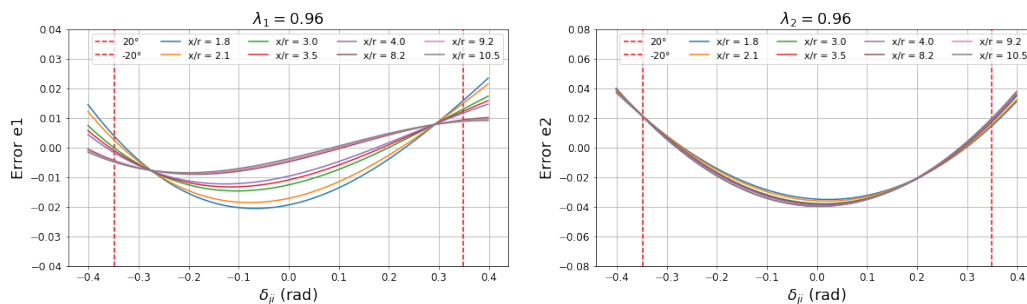 λ₁ = 0.96
Error e1
0.04
0.03
0.02
0.01
0.00
−0.01
−0.02
−0.03
−0.04
20°
-20°
x/r = 1.8
x/r = 2.1
x/r = 3.0
x/r = 3.5
x/r = 4.0
x/r = 8.2
x/r = 9.2
x/r = 10.5
−0.4 −0.3 −0.2 −0.1 0.0 0.1 0.2 0.3 0.4
δji (rad)
λ₂ = 0.96
Error e2
0.08
0.06
0.04
0.02
0.00
−0.02
−0.04
−0.06
−0.08
20°
-20°
x/r = 1.8
x/r = 2.1
x/r = 3.0
x/r = 3.5
x/r = 4.0
x/r = 8.2
x/r = 9.2
x/r = 10.5
−0.4 −0.3 −0.2 −0.1 0.0 0.1 0.2 0.3 0.4
δji (rad)